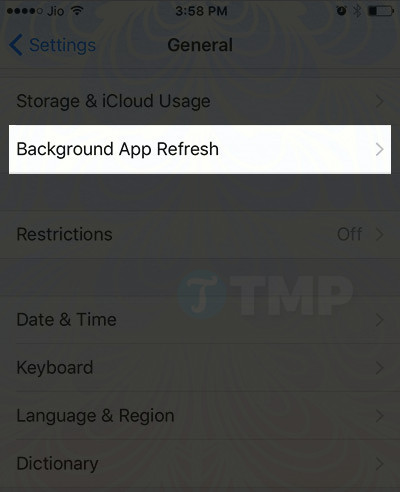 Jio 3:58 PM
Settings General
Storage & iCloud Usage
Background App Refresh
Restrictions Off
TMP
Date & Time
Keyboard
Language & Region
Dictionary